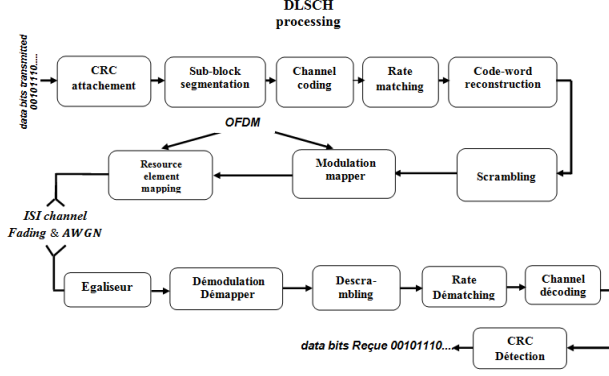 DLSCH
processing
data bits transmitted
00101110.....
CRC
attachement
Sub-block
segmentation
Channel
coding
Rate
matching
Code-word
reconstruction
OFDM
Resource
element
mapping
Modulation
mapper
Scrambling
ISI channel
Fading & AWGN
Egaliseur
Démodulation
Démapper
Descra-
mbling
Rate
Dématching
Channel
décoding
data bits Reçue 00101110....
CRC
Détection